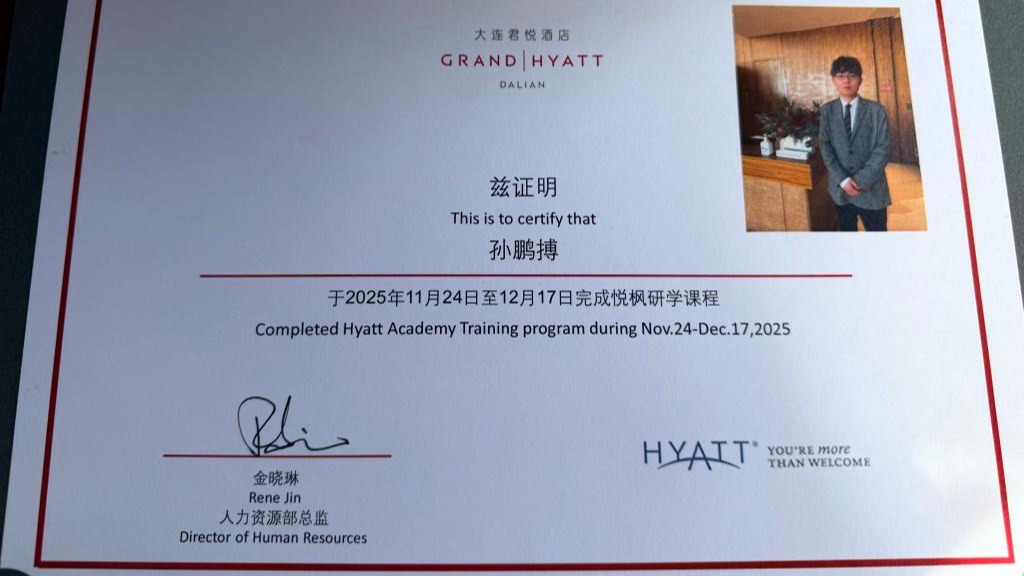 大连君悦酒店
GRAND | HYATT
DALIAN
兹证明
This is to certify that
孙鹏搏
于2025年11月24日至12月17日完成悦枫研学课程
Completed Hyatt Academy Training program during Nov.24-Dec.17,2025
金晓琳
Rene Jin
人力资源部总监
Director of Human Resources
HYATT® YOU'RE more
THAN WELCOME